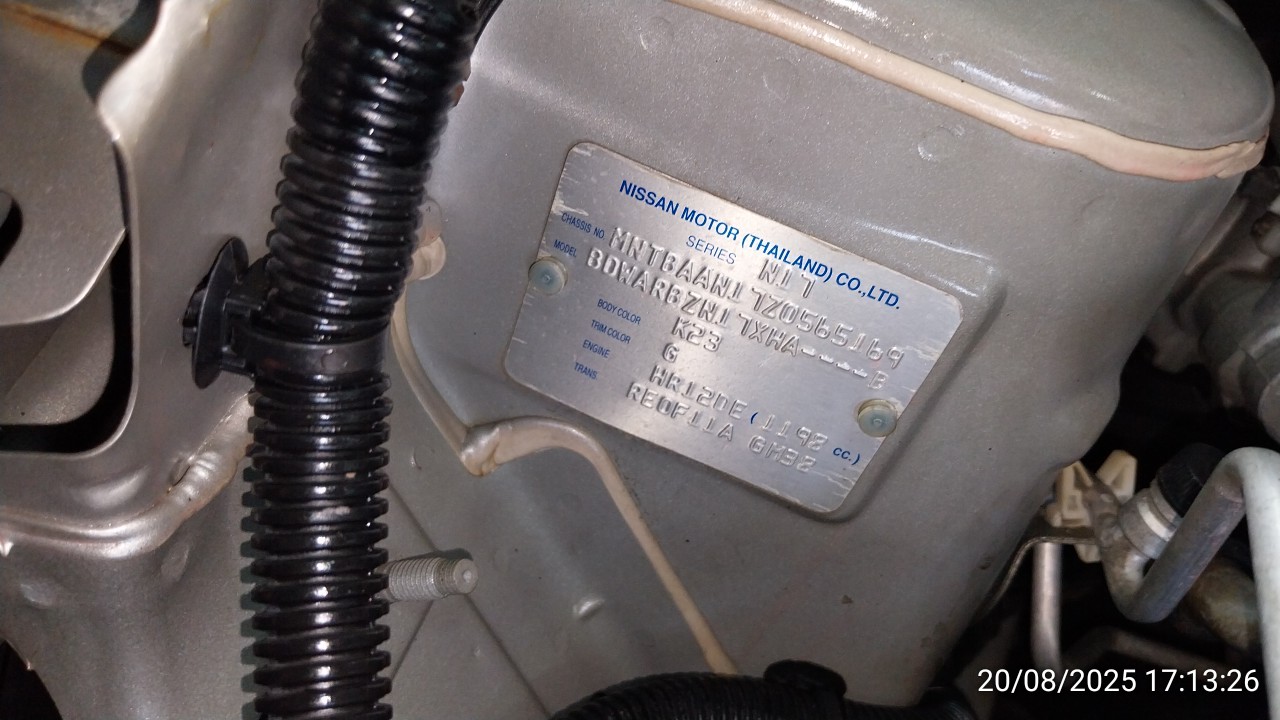 NISSAN MOTOR (THAILAND) CO.,LTD.
SERIES N17
CHASSIS NO. MNTBAAN17Z0565169
MODEL BDWARBZN17XHA-----B
BODY COLOR K23
TRIM COLOR G
ENGINE HR12DE (1198 cc.)
TRANS. RE0F11A GH32
20/08/2025 17:13:26